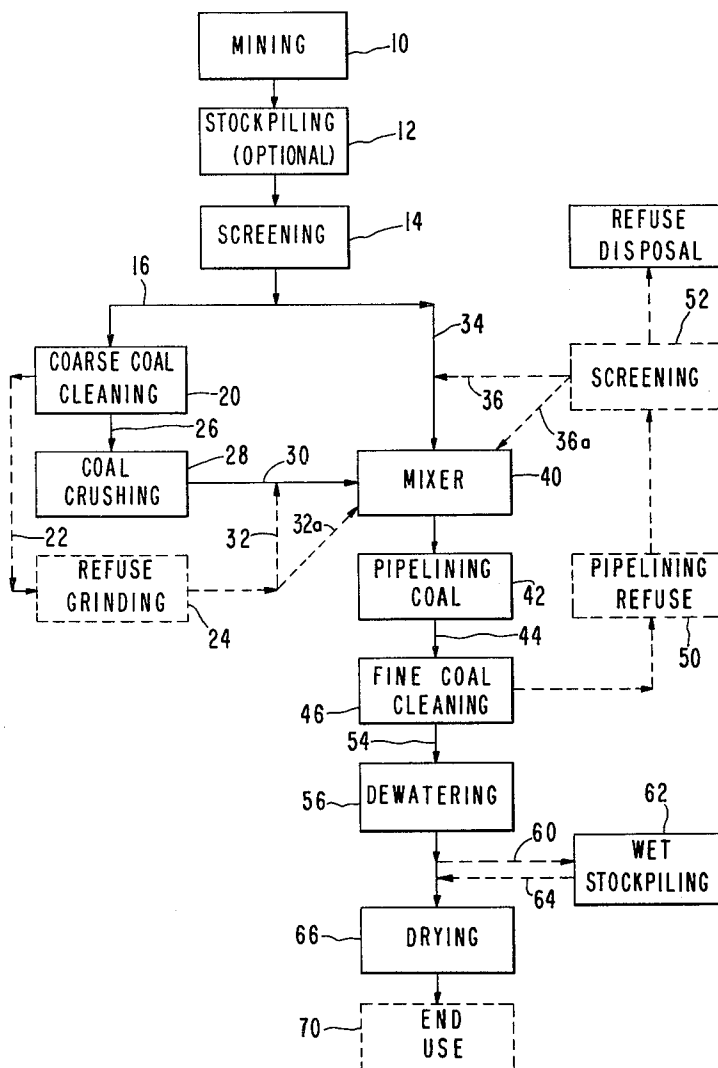 MINING
10
STOCKPILING
(OPTIONAL)
12
SCREENING
14
REFUSE
DISPOSAL
16
34
52
COARSE COAL
CLEANING
20
SCREENING
36
36a
26
COAL
CRUSHING
28
30
MIXER
40
22
32
32a
REFUSE
GRINDING
24
PIPELINING
COAL
42
PIPELINING
REFUSE
50
44
FINE COAL
CLEANING
46
54
DEWATERING
56
60
62
WET
STOCKPILING
64
DRYING
66
END
USE
70